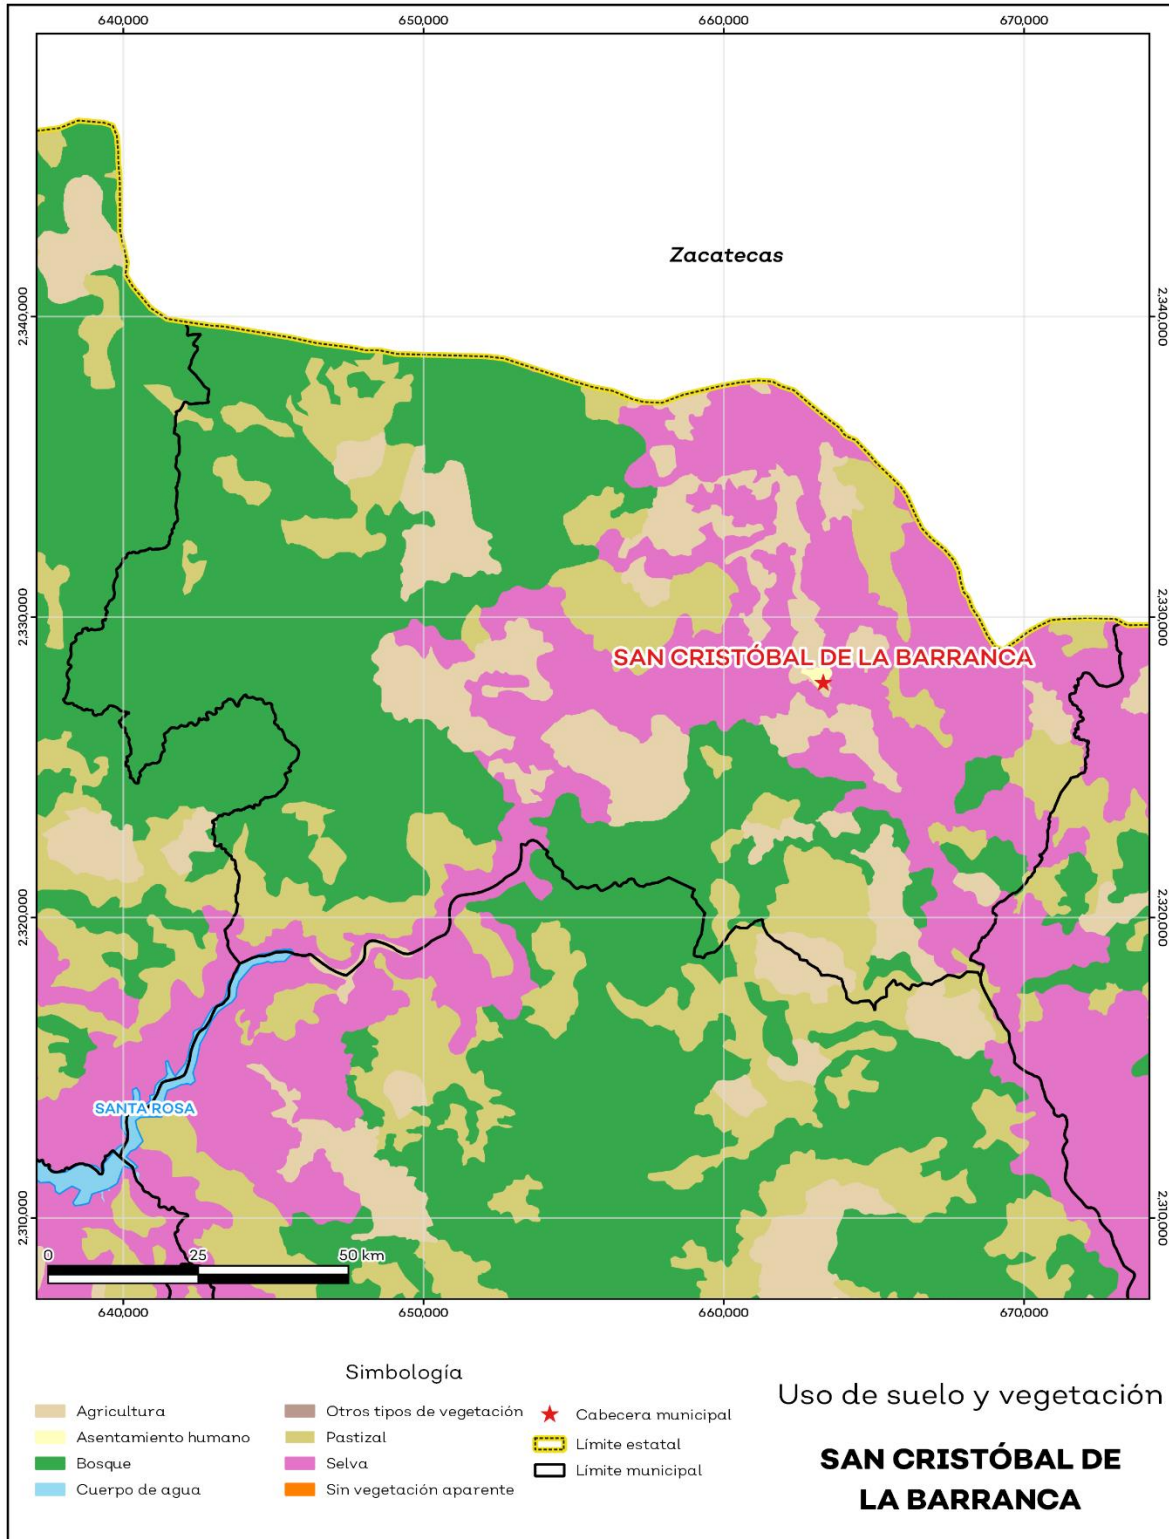 640,000 650,000 660,000 670,000
Zacatecas
2,340,000 2,340,000
2,330,000 2,330,000
SAN CRISTÓBAL DE LA BARRANCA
2,320,000 2,320,000
SANTA ROSA
2,310,000 2,310,000
0 25 50 km
640,000 650,000 660,000 670,000
Simbología
Agricultura
Asentamiento humano
Bosque
Cuerpo de agua
Otros tipos de vegetación
Pastizal
Selva
Sin vegetación aparente
Cabecera municipal
Límite estatal
Límite municipal
Uso de suelo y vegetación
SAN CRISTÓBAL DE
LA BARRANCA